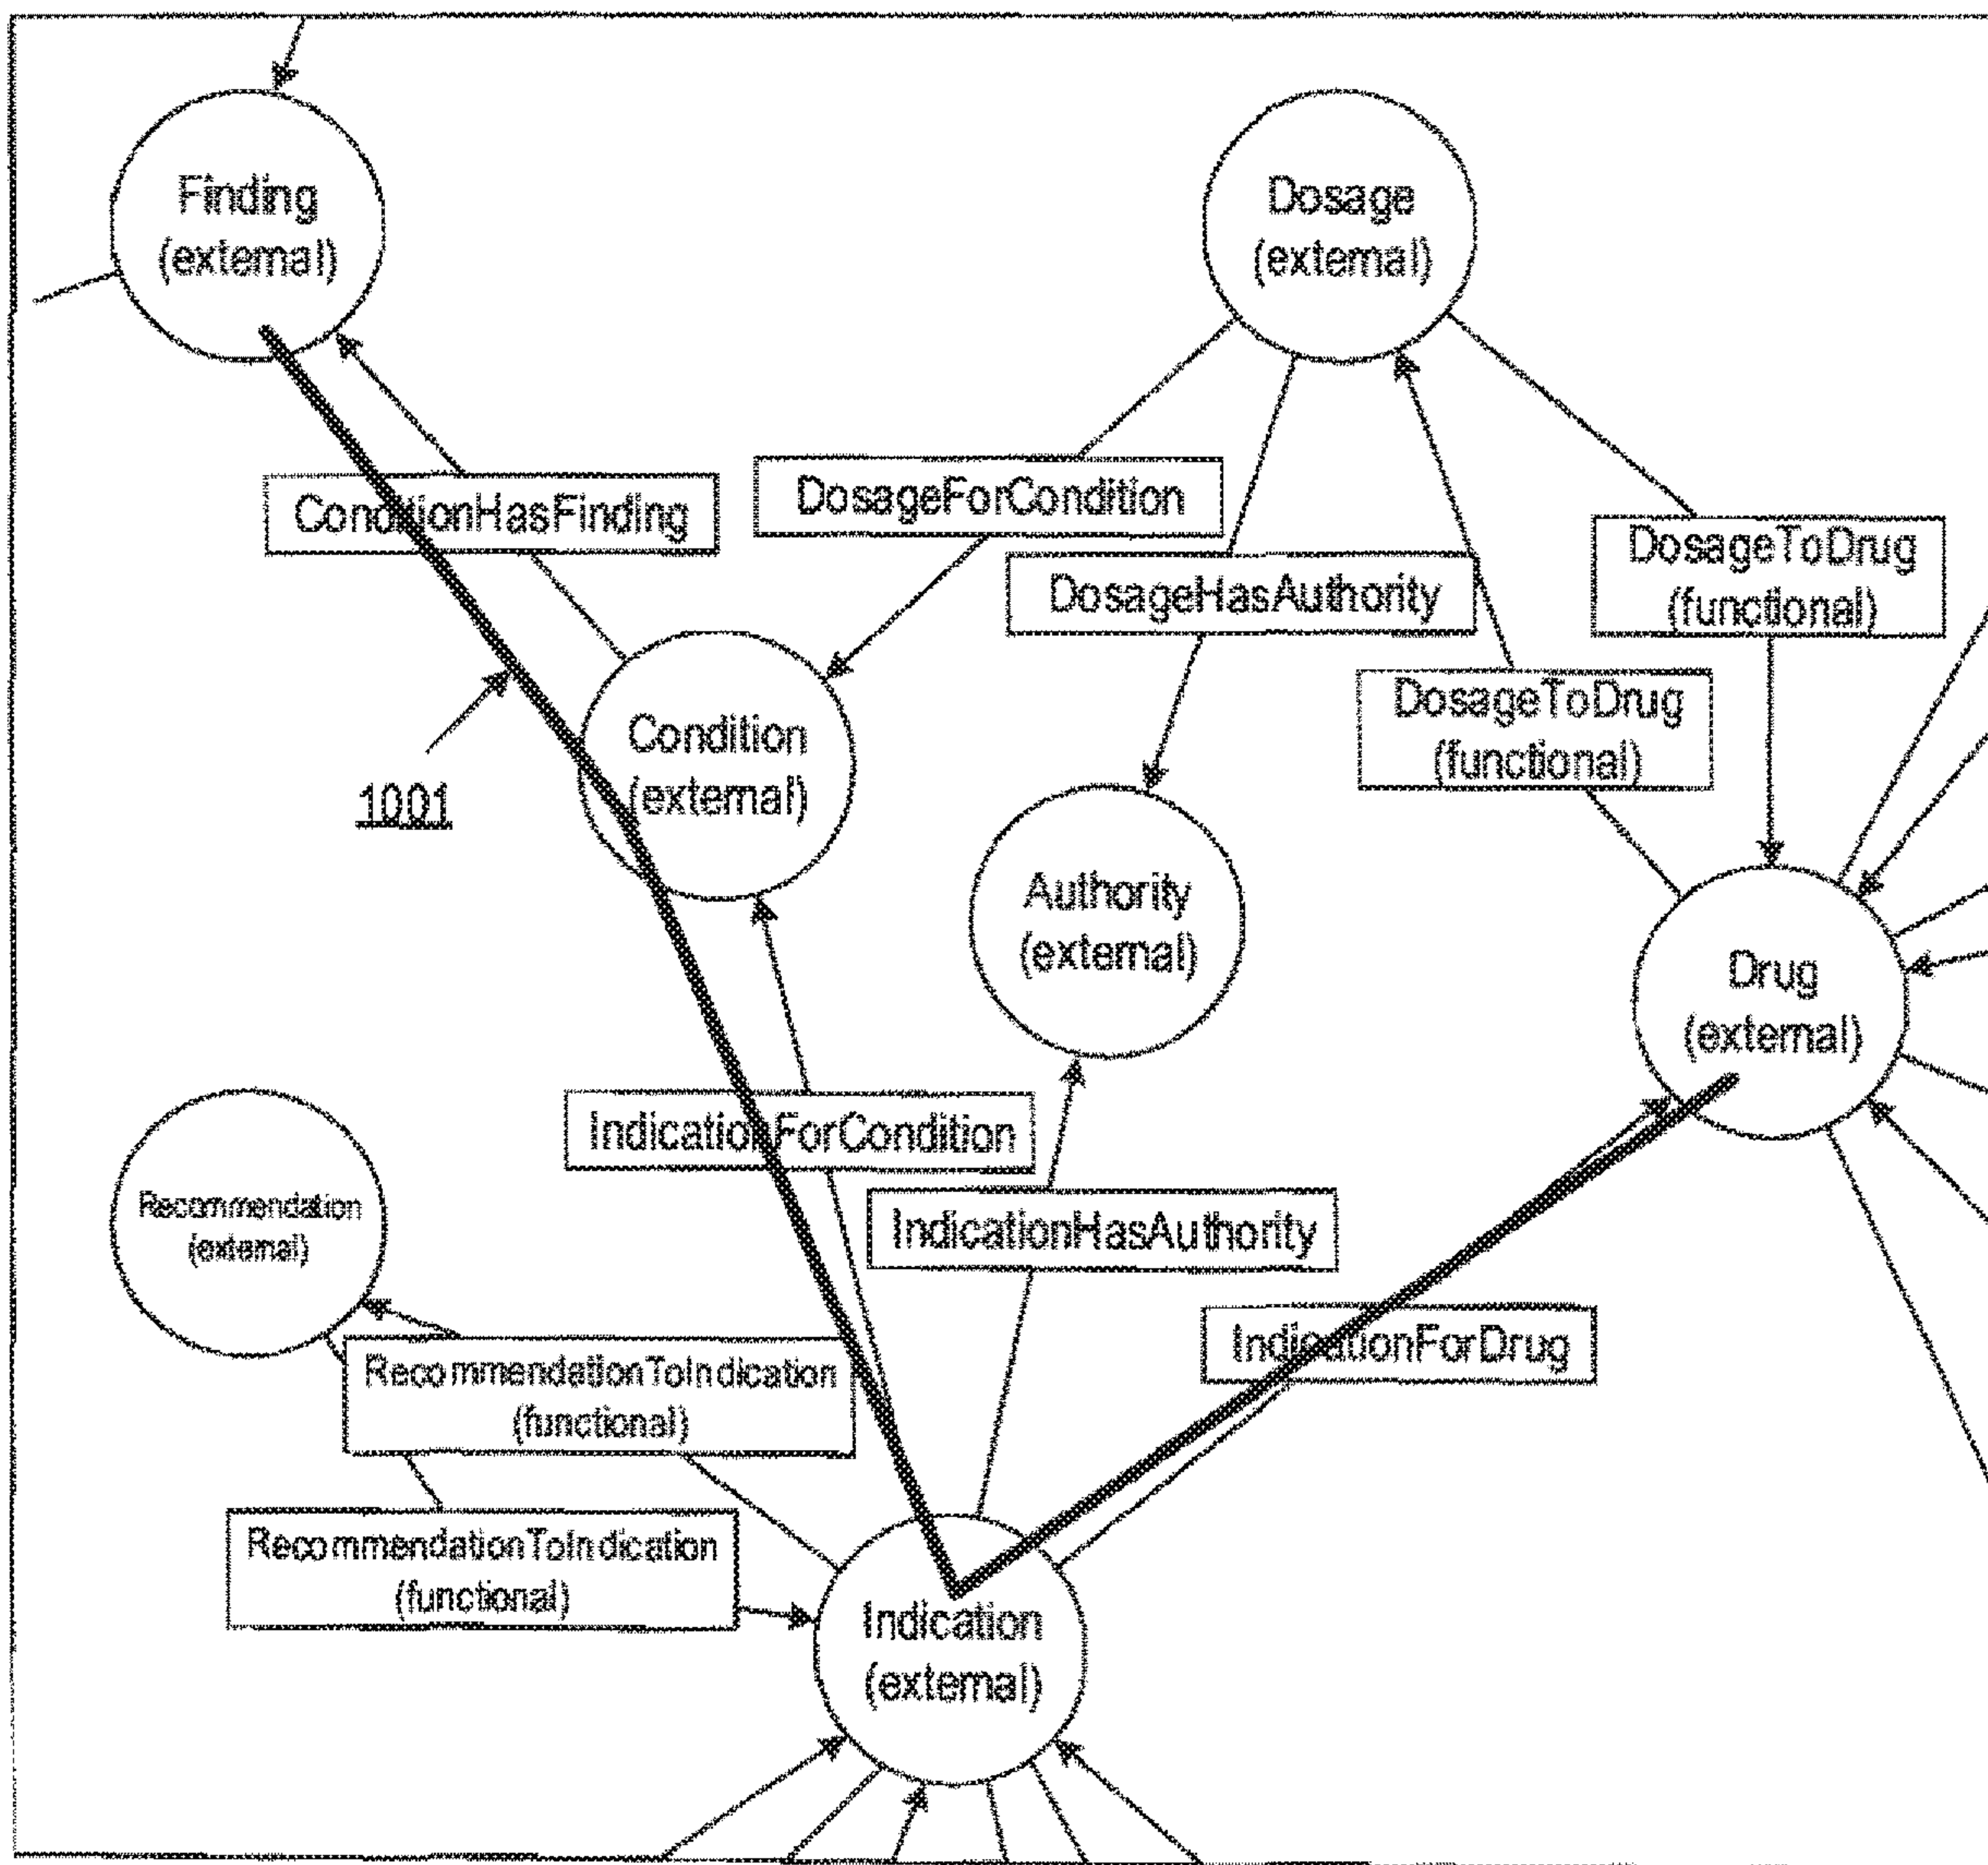 Finding
(external)
Dosage
(external)
ConditionHasFinding
DosageForCondition
DosageToDrug
(functional)
DosageHasAuthority
DosageToDrug
(functional)
Condition
(external)
1001
Authority
(external)
Drug
(external)
IndicationForCondition
Recommendation
(external)
IndicationHasAuthority
IndicationForDrug
RecommendationToIndication
(functional)
RecommendationToIndication
(functional)
Indication
(external)